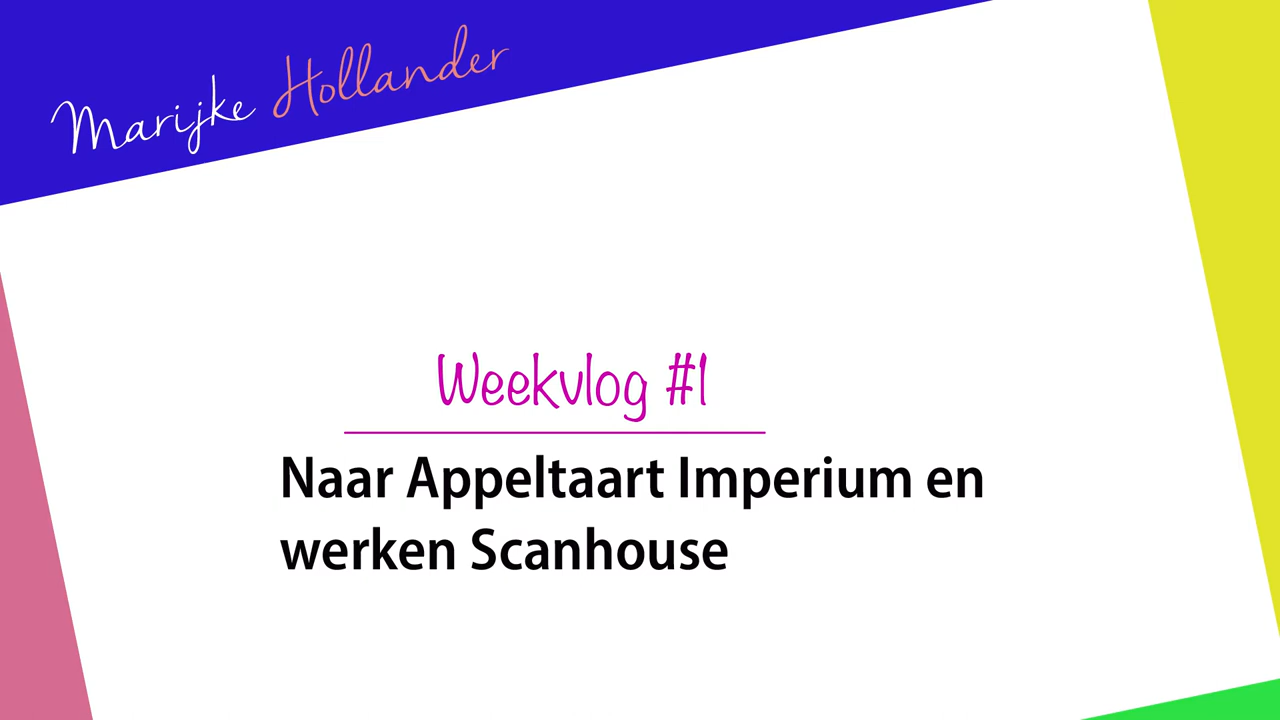 Marijke Hollander
Weekvlog #1
Naar Appeltaart Imperium en
werken Scanhouse